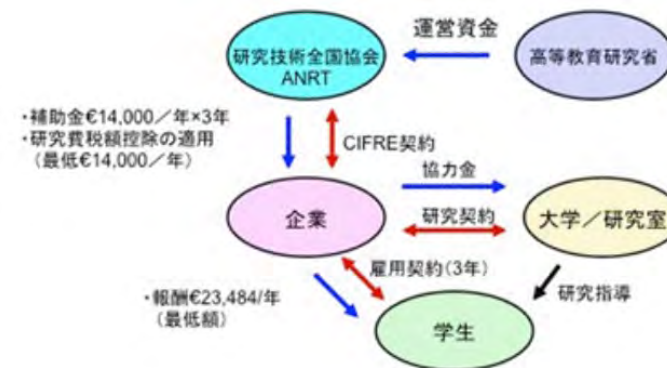 運営資金
研究技術全国協会
ANRT
高等教育研究省
・補助金€14,000／年×3年
・研究費税額控除の適用
（最低€14,000／年）
CIFRE契約
協力金
企業
研究契約
大学／研究室
雇用契約(3年)
・報酬€23,484/年
（最低額）
研究指導
学生